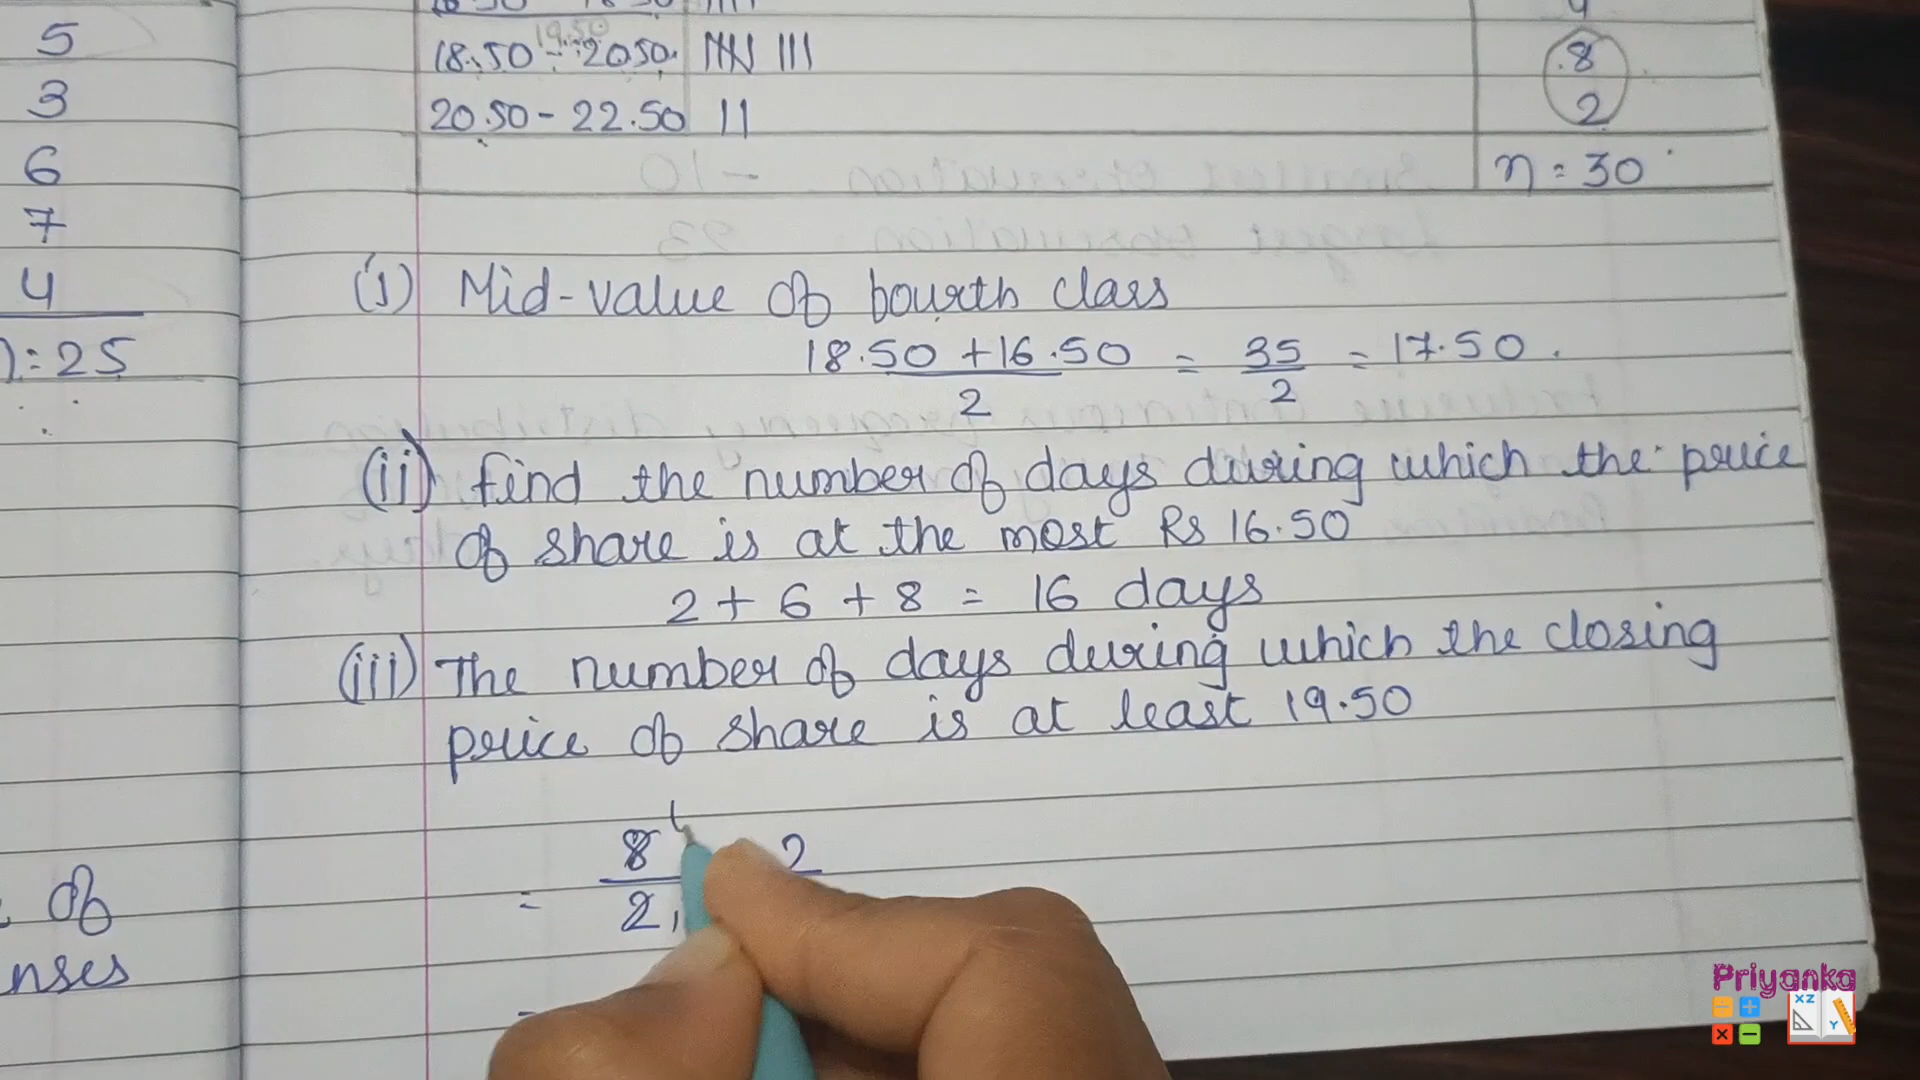 5
3
6
7
4
n = 25
18.50 - 20.50. |||| |||
19.50
8
20.50 - 22.50 ||
2
n = 30
(i) Mid-value of fourth class
18.50 + 16.50 = 35 = 17.50.
2 2
(ii) find the number of days during which the price
of share is at the most Rs 16.50
2 + 6 + 8 = 16 days
(iii) The number of days during which the closing
price of share is at least 19.50
= 8 2
2
of
nses
Priyanka
XZ
Y